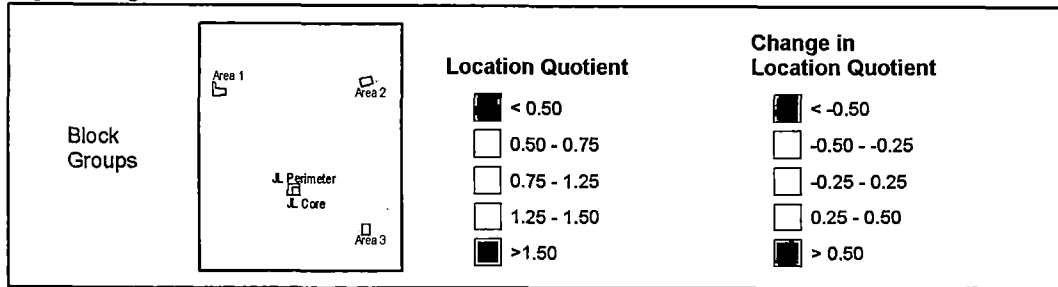 Block
Groups
Area 1
Area 2
JL Perimeter
JL Core
Area 3
Location Quotient
< 0.50
0.50 - 0.75
0.75 - 1.25
1.25 - 1.50
>1.50
Change in
Location Quotient
< -0.50
-0.50 - -0.25
-0.25 - 0.25
0.25 - 0.50
> 0.50